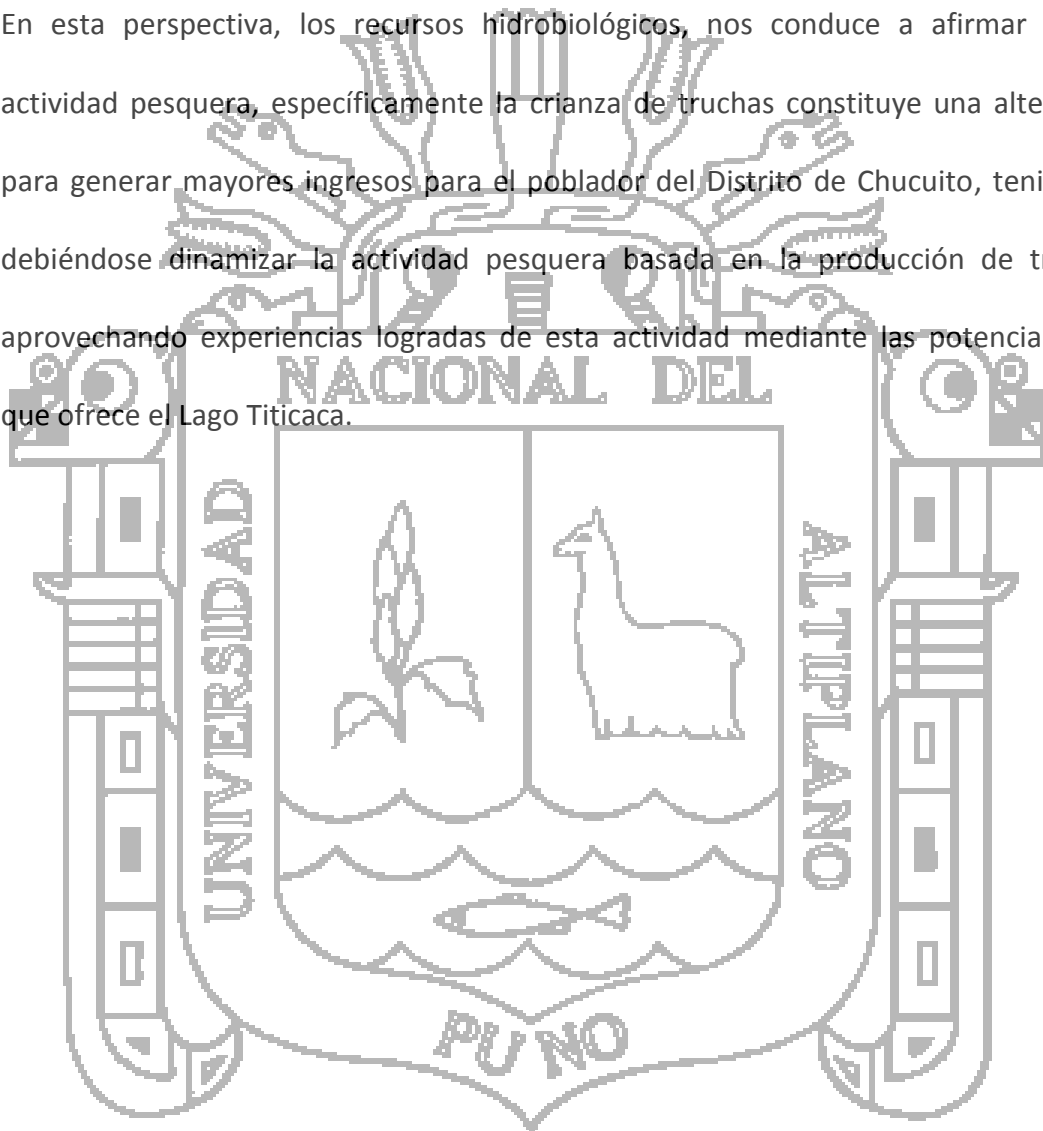 En esta perspectiva, los recursos hidrobiológicos, nos conduce a afirmar
actividad pesquera, específicamente la crianza de truchas constituye una alte
para generar mayores ingresos para el poblador del Distrito de Chucuito, teni
debiéndose dinamizar la actividad pesquera basada en la producción de t
aprovechando experiencias logradas de esta actividad mediante las potencia
que ofrece el Lago Titicaca.
NACIONAL DEL
UNIVERSIDAD
ALTIPLANO
PUNO